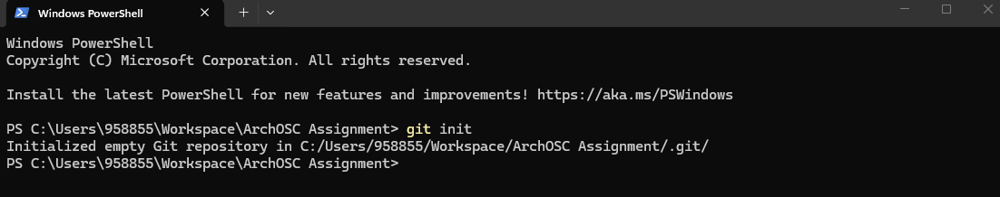 Windows PowerShell
Windows PowerShell
Copyright (C) Microsoft Corporation. All rights reserved.
Install the latest PowerShell for new features and improvements! https://aka.ms/PSWindows
PS C:\Users\958855\Workspace\ArchOSC Assignment> git init
Initialized empty Git repository in C:/Users/958855/Workspace/ArchOSC Assignment/.git/
PS C:\Users\958855\Workspace\ArchOSC Assignment>